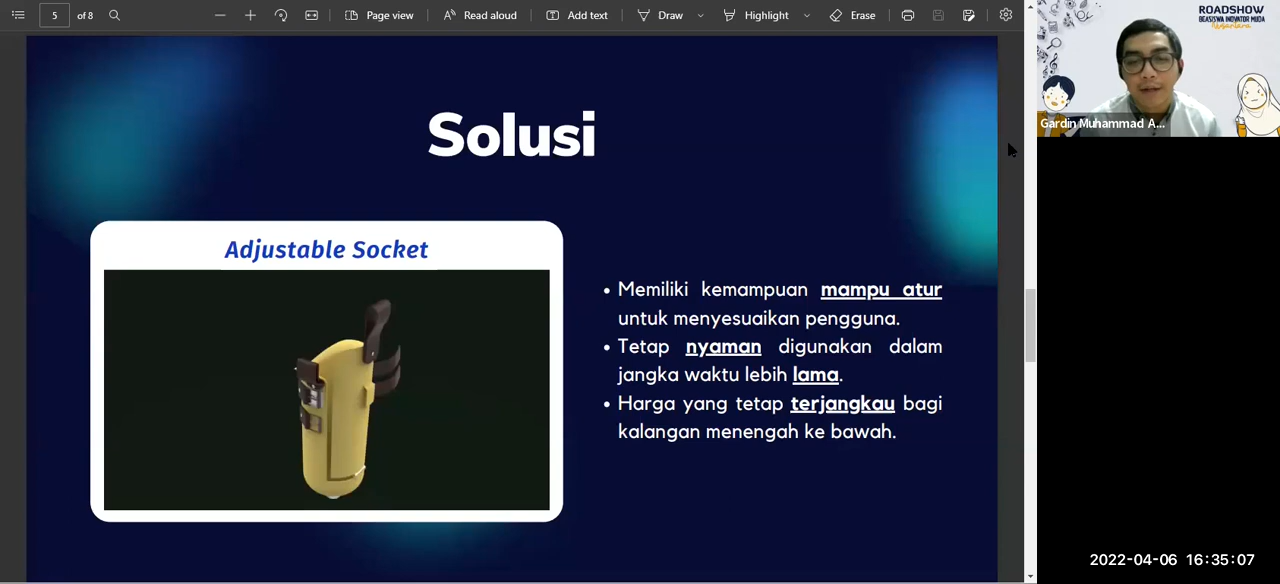 5 of 8
Page view
Read aloud
Add text
Draw
Highlight
Erase
ROADSHOW
BEASISWA INOVATOR MUDA
Nusantara
Gardin Muhammad A...
Solusi
Adjustable Socket
• Memiliki kemampuan mampu atur
untuk menyesuaikan pengguna.
• Tetap nyaman digunakan dalam
jangka waktu lebih lama.
• Harga yang tetap terjangkau bagi
kalangan menengah ke bawah.
2022-04-06 16:35:07